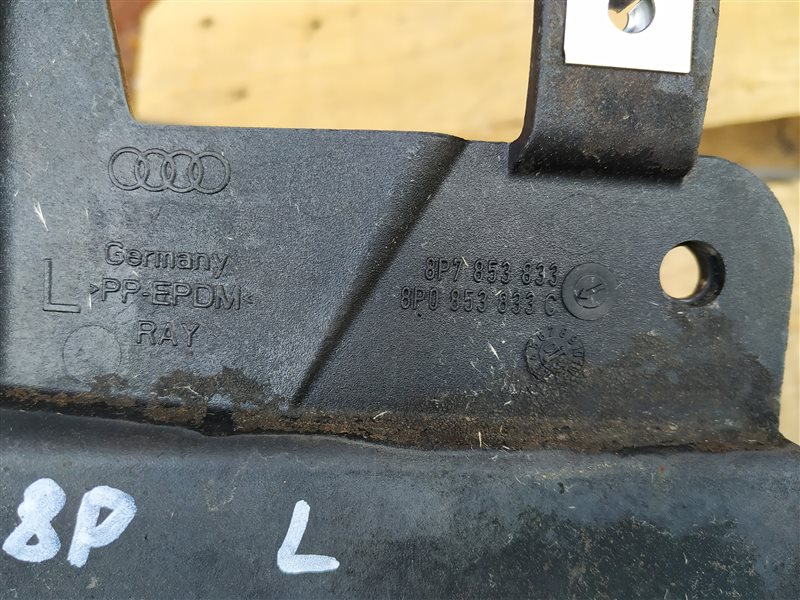 Germany
L >PP-EPDM<
RAY
8P7 853 833
8P0 853 833 C
8P L